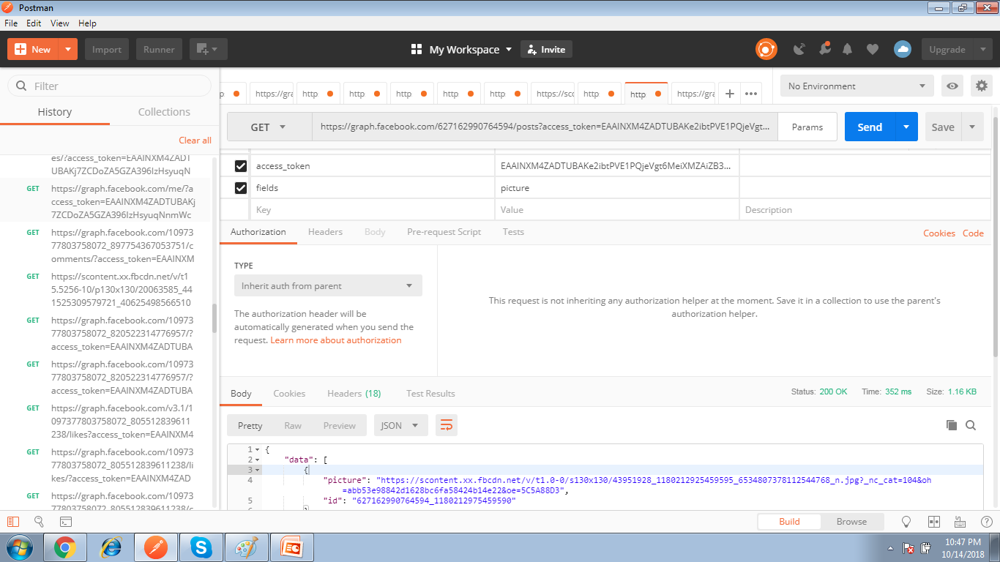 Postman
File Edit View Help
New
Import
Runner
My Workspace
Invite
Upgrade
Filter
History Collections
Clear all
es/?access_token=EAAINXM4ZADT
UBAKj7ZCDoZA5GZA396IzHsyuqN
GET https://graph.facebook.com/me/?a
ccess_token=EAAINXM4ZADTUBAKj
7ZCDoZA5GZA396IzHsyuqNnmWc
GET https://graph.facebook.com/10973
77803758072_897754367053751/c
omments/?access_token=EAAINXM
GET https://scontent.xx.fbcdn.net/v/t1
5.5256-10/p130x130/20063585_44
1525309579721_40625498566510
GET https://graph.facebook.com/10973
77803758072_820522314776957/?
access_token=EAAINXM4ZADTUBA
GET https://graph.facebook.com/10973
77803758072_820522314776957/?
access_token=EAAINXM4ZADTUBA
GET https://graph.facebook.com/v3.1/1
097377803758072_805512839611
238/likes?access_token=EAAINXM4
GET https://graph.facebook.com/10973
77803758072_805512839611238/li
kes/?access_token=EAAINXM4ZAD
GET https://graph.facebook.com/10973
77803758072_805512839611238/c
p https://gra http http http http http https://sco http http https://gra
No Environment
GET https://graph.facebook.com/627162990764594/posts?access_token=EAAINXM4ZADTUBAKe2ibtPVE1PQjeVgt... Params Send Save
access_token EAAINXM4ZADTUBAKe2ibtPVE1PQjeVgt6MeiXMZAiZB3...
fields picture
Key Value Description
Authorization Headers Body Pre-request Script Tests Cookies Code
TYPE
Inherit auth from parent
The authorization header will be
automatically generated when you send the
request. Learn more about authorization
This request is not inheriting any authorization helper at the moment. Save it in a collection to use the parent's
authorization helper.
Body Cookies Headers (18) Test Results Status: 200 OK Time: 352 ms Size: 1.16 KB
Pretty Raw Preview JSON
1 {
2 "data": [
3 {
4 "picture": "https://scontent.xx.fbcdn.net/v/t1.0-0/s130x130/43951928_1180212925459595_6534807378112544768_n.jpg?_nc_cat=104&oh
=abb53e98842d1628bc6fa58424b14e22&oe=5C5A88D3",
5 "id": "627162990764594_1180212975459590"
Build Browse
10:47 PM
10/14/2018